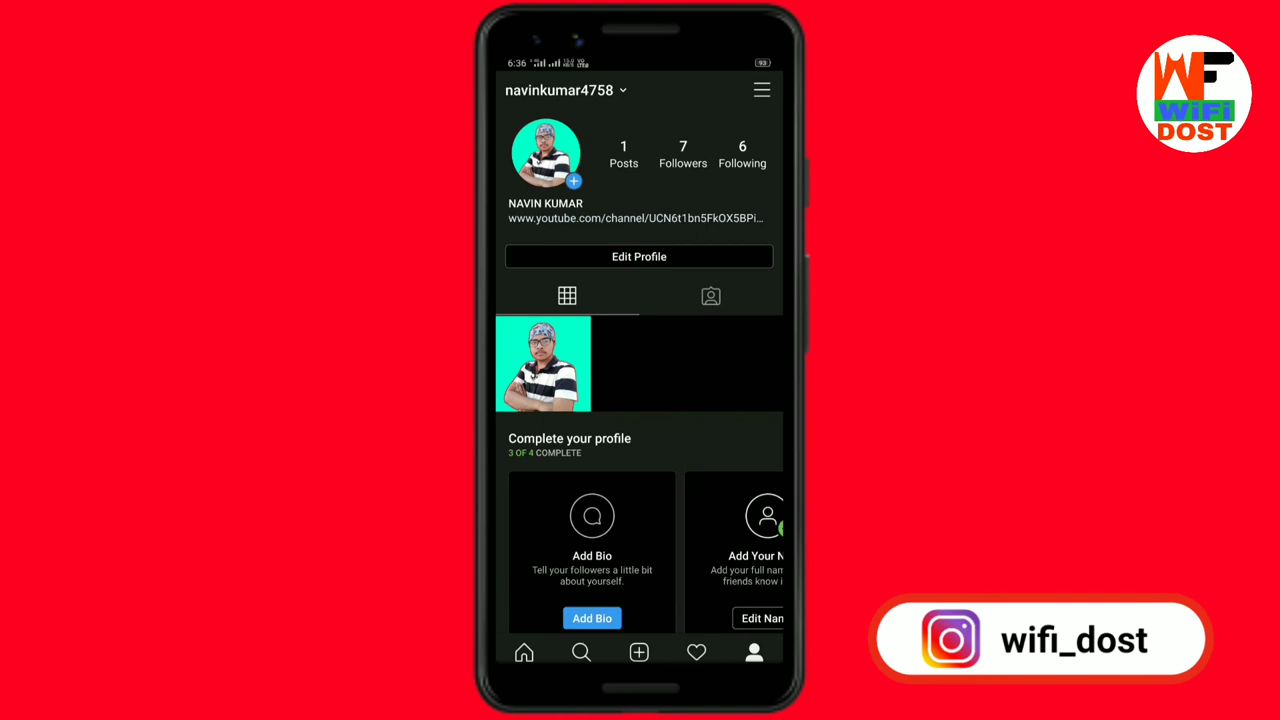 6:36
93
navinkumar4758
1 7 6
Posts Followers Following
NAVIN KUMAR
www.youtube.com/channel/UCN6t1bn5FkOX5BPi...
Edit Profile
Complete your profile
3 OF 4 COMPLETE
Add Bio
Tell your followers a little bit
about yourself.
Add Bio
Add Your N
Add your full nam
friends know i
Edit Nan
WF
WiFi
DOST
wifi_dost